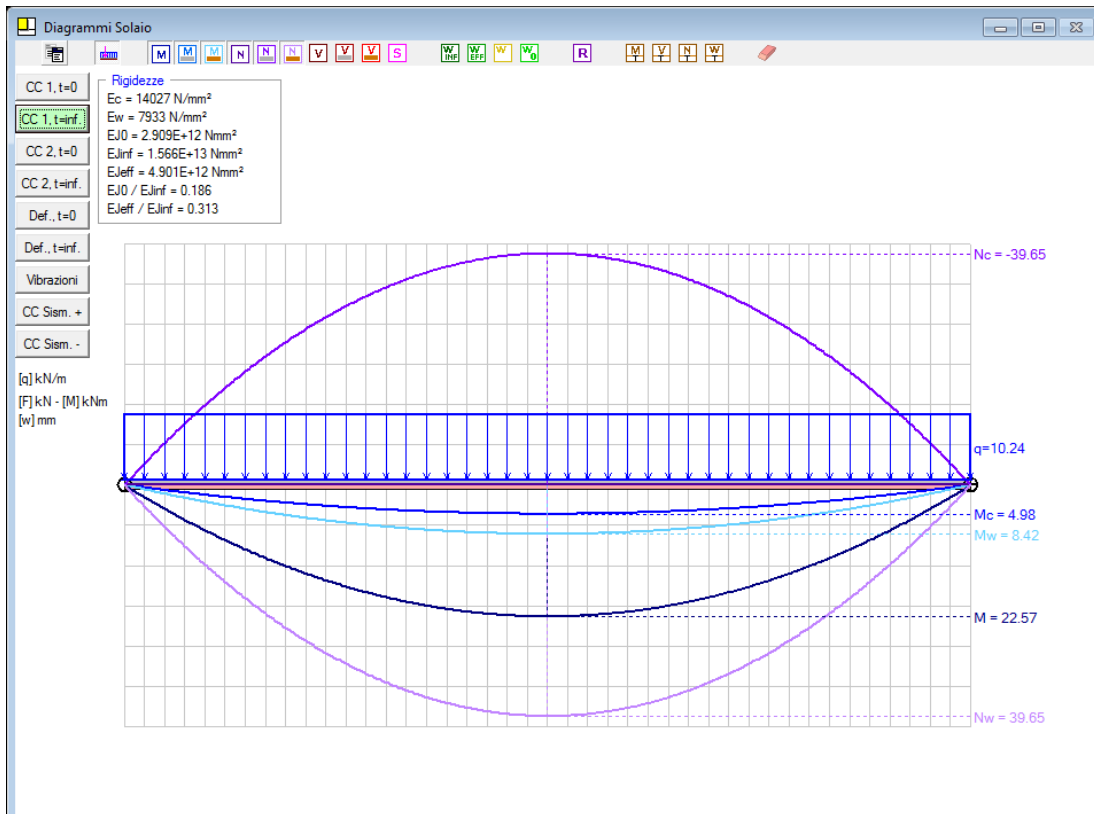 Diagrammi Solaio
M M M N N N V V V S W INF W EFF W W 0 R M V N W
CC 1, t=0
CC 1, t=inf.
CC 2, t=0
CC 2, t=inf.
Def., t=0
Def., t=inf.
Vibrazioni
CC Sism. +
CC Sism. -
[q] kN/m
[F] kN - [M] kNm
[w] mm
Rigidezze
Ec = 14027 N/mm²
Ew = 7933 N/mm²
EJ0 = 2.909E+12 Nmm²
EJinf = 1.566E+13 Nmm²
EJeff = 4.901E+12 Nmm²
EJ0 / EJinf = 0.186
EJeff / EJinf = 0.313
Nc = -39.65
q=10.24
Mc = 4.98
Mw = 8.42
M = 22.57
Nw = 39.65